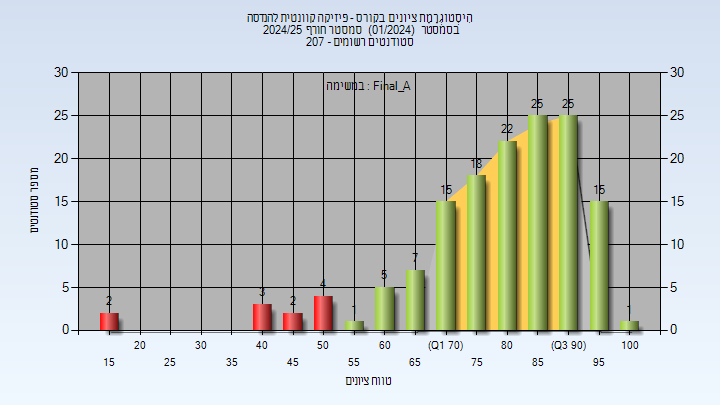 היסטוגרמת ציונים בקורס - פיזיקה קוונטית להנדסה
בסמסטר (01/2024) סמסטר חורף 2024/25
סטודנטים רשומים - 207
במשימה : Final_A
מספר סטודנטים
30 25 20 15 10 5 0
30 25 20 15 10 5 0
2 3 2 4 1 5 7 15 18 22 25 25 15 1
20 30 40 50 60 (Q1 70) 80 (Q3 90) 100
15 25 35 45 55 65 75 85 95
טווח ציונים